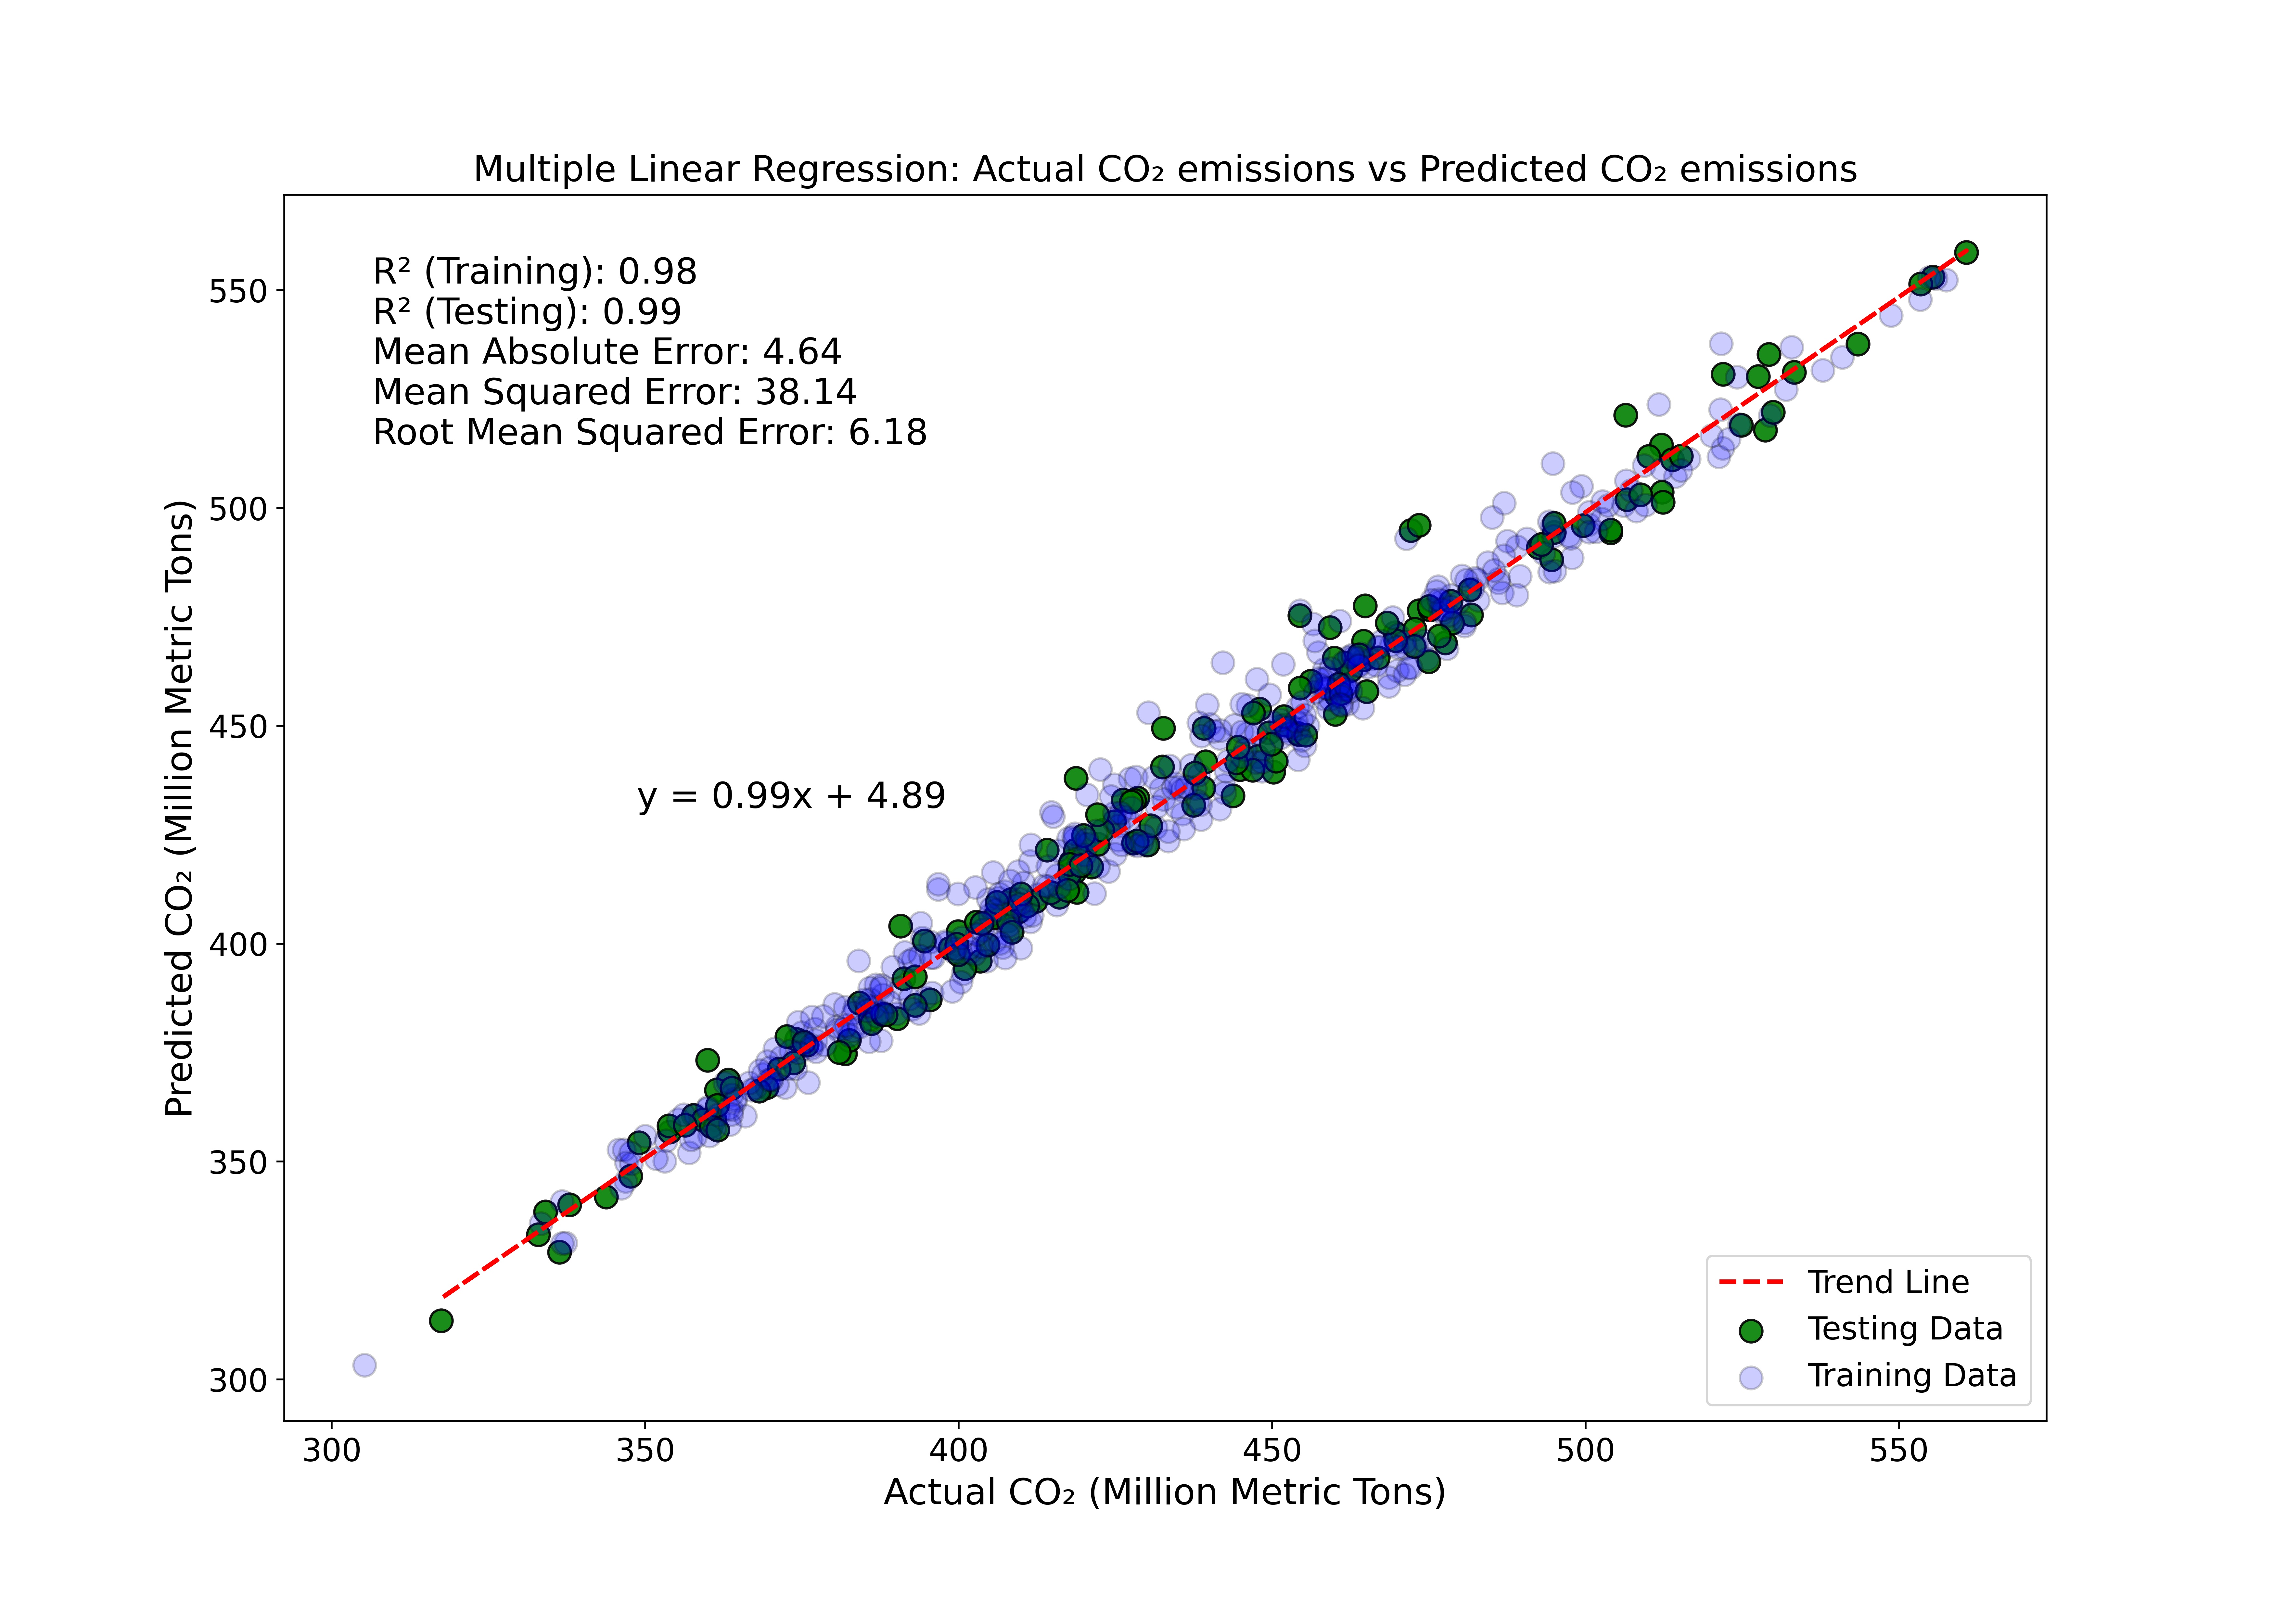 Multiple Linear Regression: Actual CO₂ emissions vs Predicted CO₂ emissions
R² (Training): 0.98
R² (Testing): 0.99
Mean Absolute Error: 4.64
Mean Squared Error: 38.14
Root Mean Squared Error: 6.18
y = 0.99x + 4.89
Predicted CO₂ (Million Metric Tons)
550
500
450
400
350
300
Trend Line
Testing Data
Training Data
300 350 400 450 500 550
Actual CO₂ (Million Metric Tons)